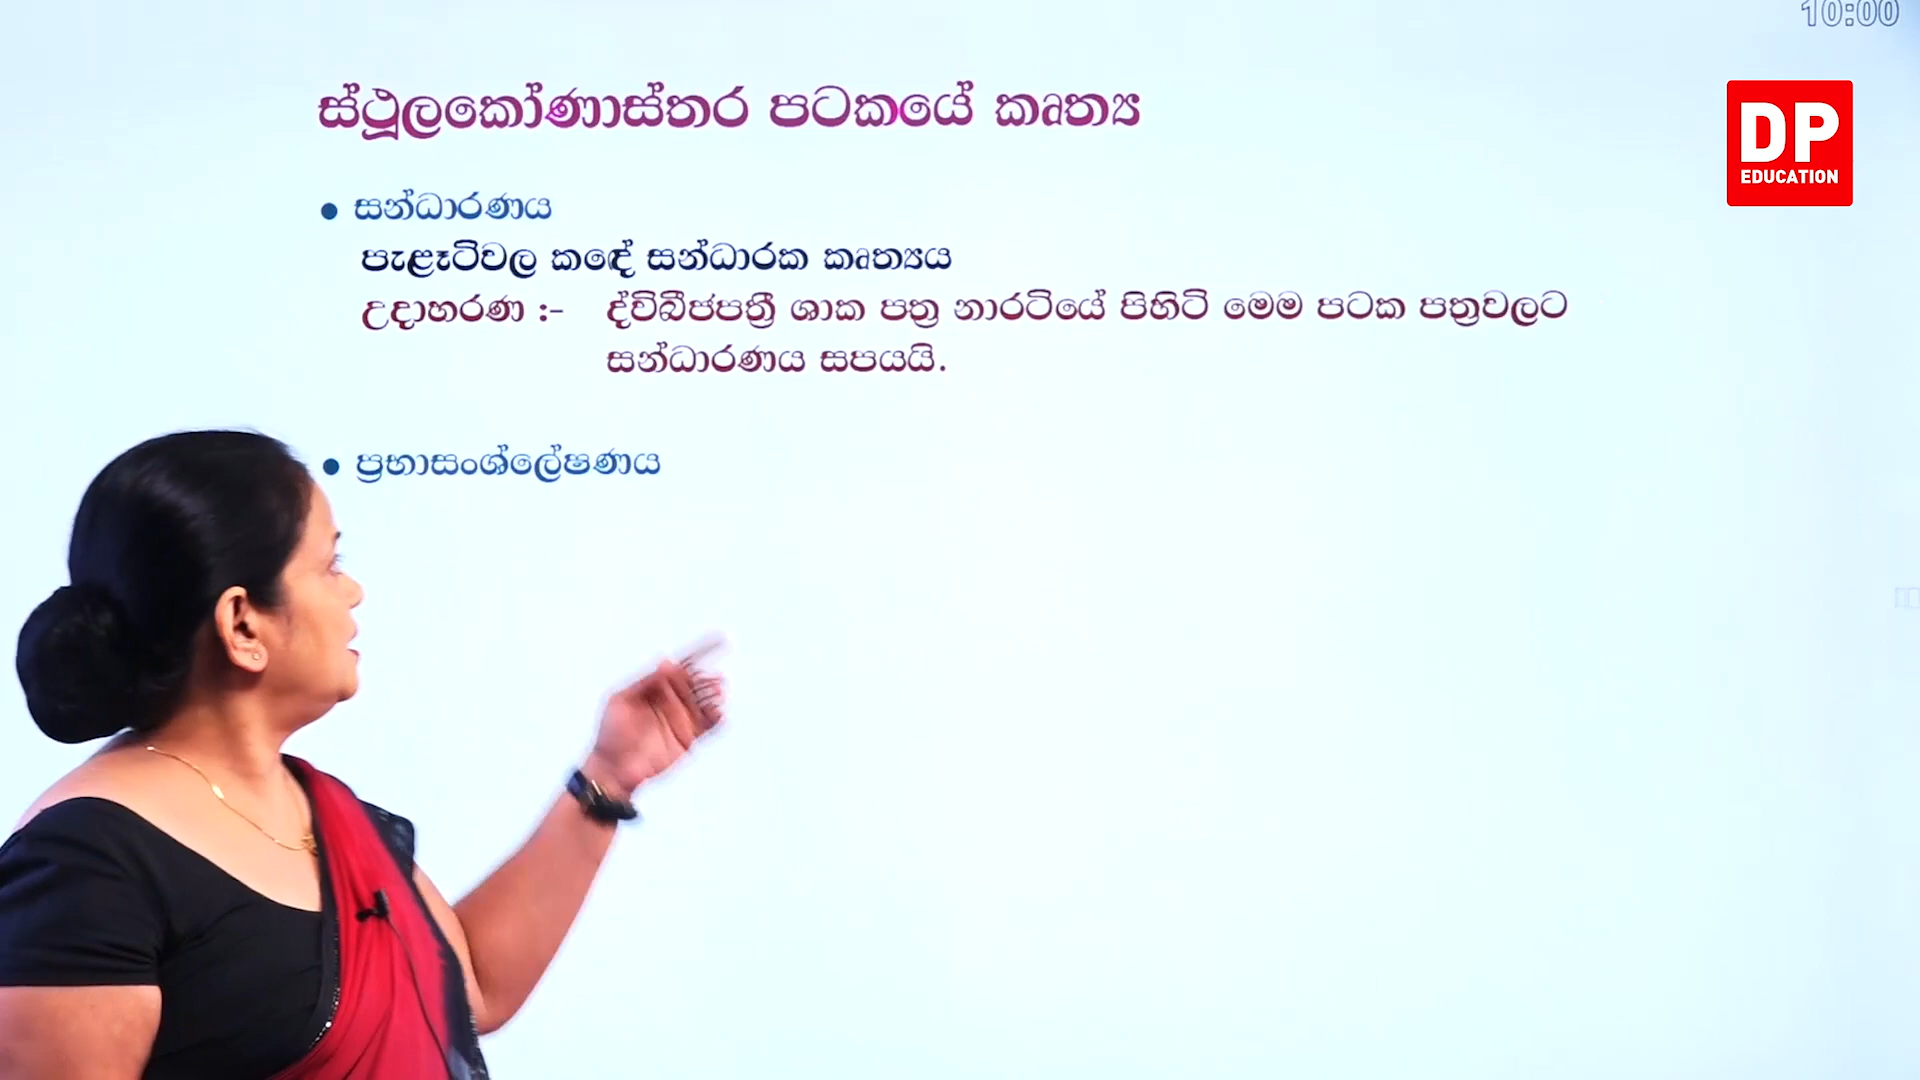 10:00
ස්ථූලකෝණාස්තර පටකයේ කෘත්‍ය
DP
EDUCATION
• සන්ධාරණය
පැළෑටිවල කඳේ සන්ධාරක කෘත්‍යය
උදාහරණ :- ද්විබීජපත්‍රී ශාක පත්‍ර නාරටියේ පිහිටි මෙම පටක පත්‍රවලට
සන්ධාරණය සපයයි.
• ප්‍රභාසංශ්ලේෂණය